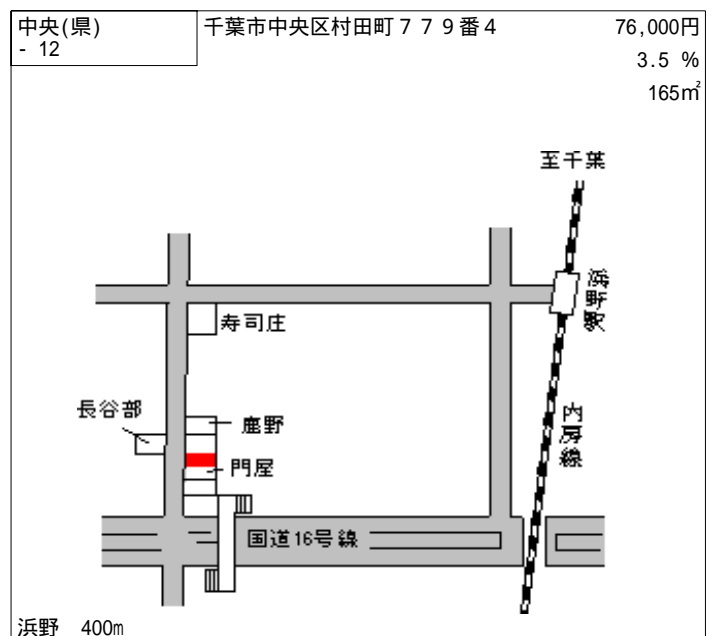 中央(県)
- 12
千葉市中央区村田町７７９番４
76,000円
3.5 %
165㎡
至千葉
浜野駅
寿司庄
内房線
長谷部
鹿野
門屋
国道16号線
浜野 400m